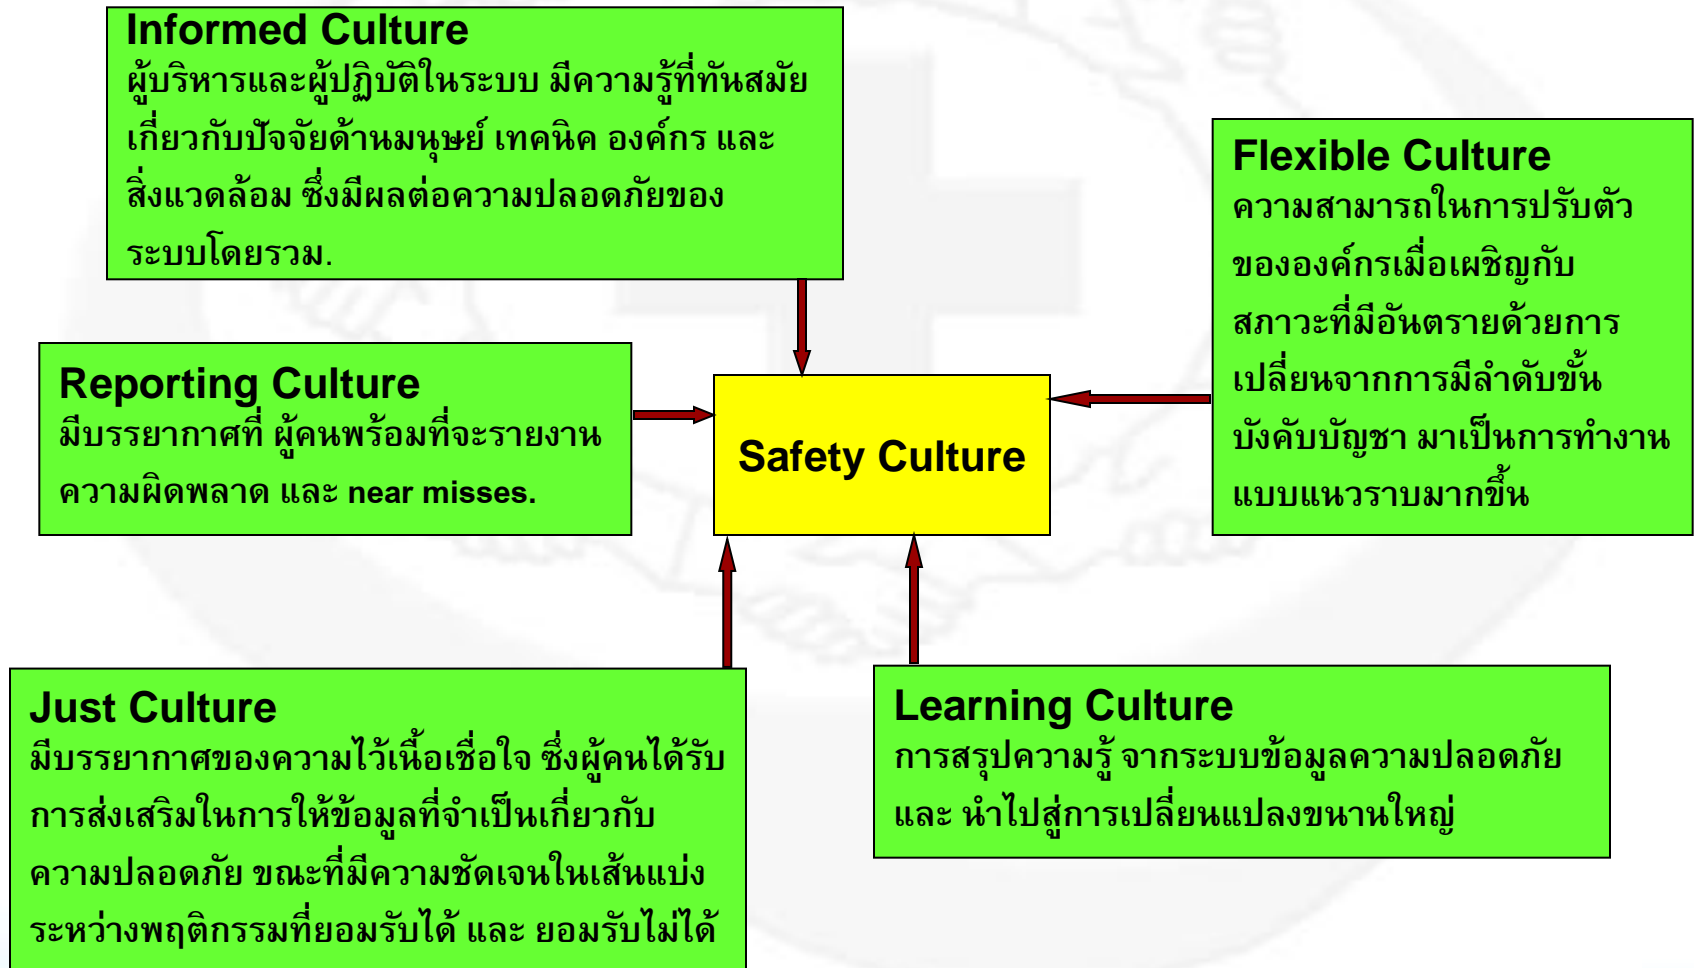 Informed Culture
ผู้บริหารและผู้ปฏิบัติในระบบ มีความรู้ที่ทันสมัย
เกี่ยวกับปัจจัยด้านมนุษย์ เทคนิค องค์กร และ
สิ่งแวดล้อม ซึ่งมีผลต่อความปลอดภัยของ
ระบบโดยรวม.
Flexible Culture
ความสามารถในการปรับตัว
ขององค์กรเมื่อเผชิญกับ
สภาวะที่มีอันตรายด้วยการ
เปลี่ยนจากการมีลำดับขั้น
บังคับบัญชา มาเป็นการทำงาน
แบบแนวราบมากขึ้น
Reporting Culture
มีบรรยากาศที่ ผู้คนพร้อมที่จะรายงาน
ความผิดพลาด และ near misses.
Safety Culture
Just Culture
มีบรรยากาศของความไว้เนื้อเชื่อใจ ซึ่งผู้คนได้รับ
การส่งเสริมในการให้ข้อมูลที่จำเป็นเกี่ยวกับ
ความปลอดภัย ขณะที่มีความชัดเจนในเส้นแบ่ง
ระหว่างพฤติกรรมที่ยอมรับได้ และ ยอมรับไม่ได้
Learning Culture
การสรุปความรู้ จากระบบข้อมูลความปลอดภัย
และ นำไปสู่การเปลี่ยนแปลงขนานใหญ่